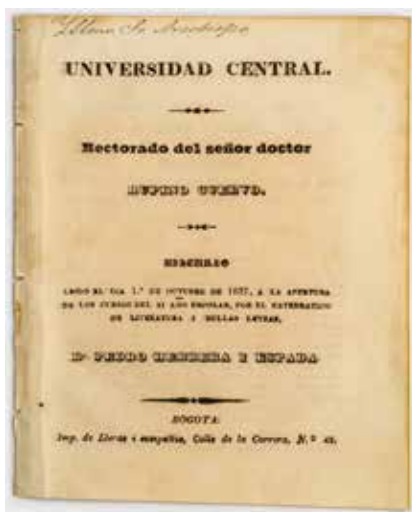 UNIVERSIDAD CENTRAL.
Rectorado del señor doctor
RUFINO CUERVO.
DISCURSO
LEIDO EL DIA 1.º DE OCTUBRE DE 1837, A LA APERTURA
DE LOS CURSOS DEL AÑO ESCOLAR, POR EL CATEDRATICO
DE LITERATURA I BELLAS LETRAS,
Dr PEDRO HERRERA I ESPADA
BOGOTA:
Imp. de Lleras i compañia, Calle de la Carrera, N.º